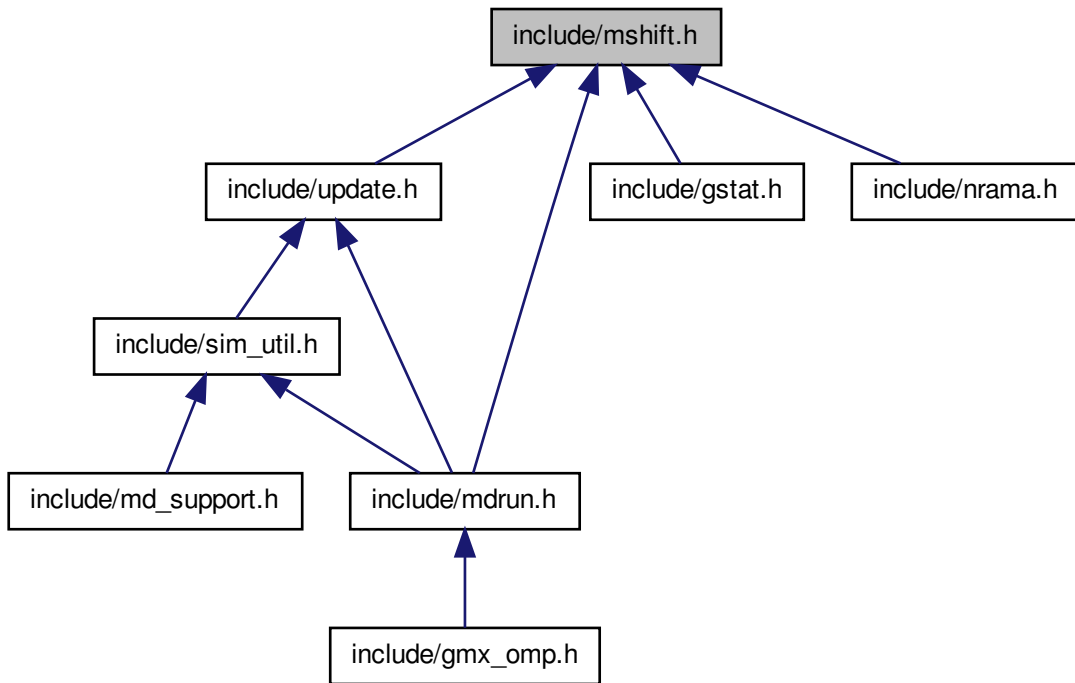 include/mshift.h
include/update.h
include/gstat.h
include/nrama.h
include/sim_util.h
include/md_support.h
include/mdrun.h
include/gmx_omp.h